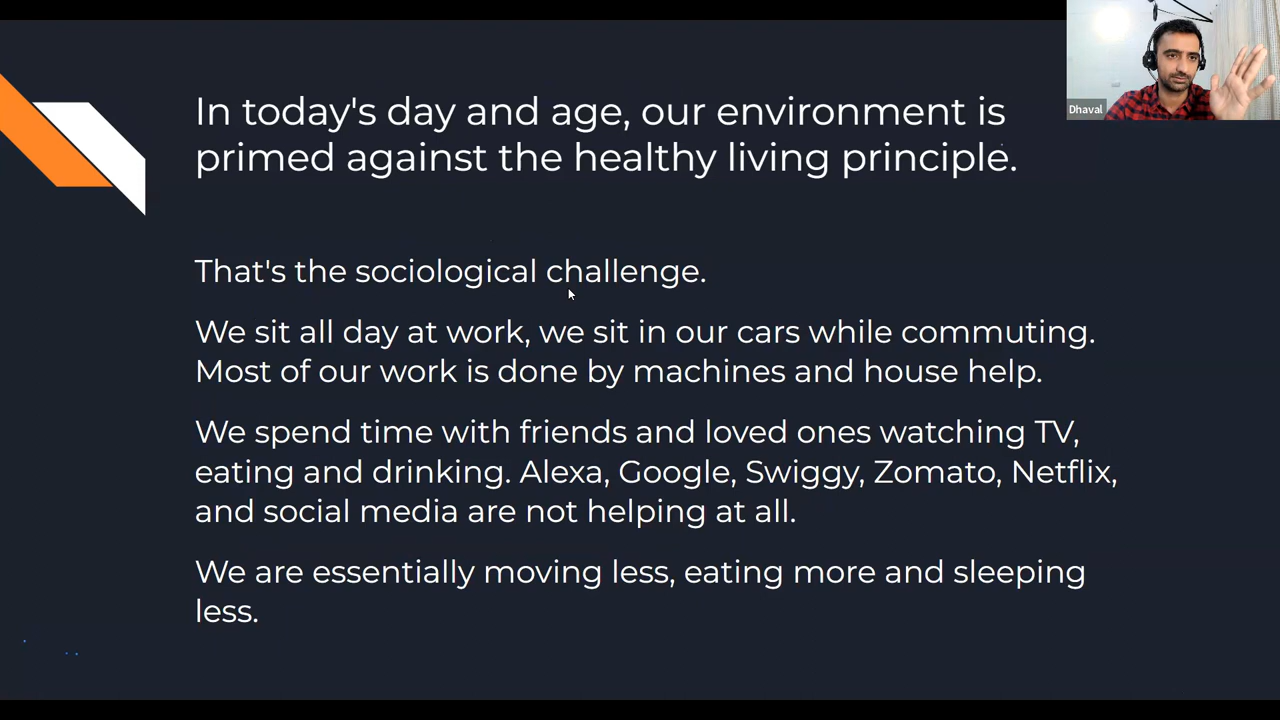 In today's day and age, our environment is
primed against the healthy living principle.
That's the sociological challenge.
We sit all day at work, we sit in our cars while commuting.
Most of our work is done by machines and house help.
We spend time with friends and loved ones watching TV,
eating and drinking. Alexa, Google, Swiggy, Zomato, Netflix,
and social media are not helping at all.
We are essentially moving less, eating more and sleeping
less.
Dhaval